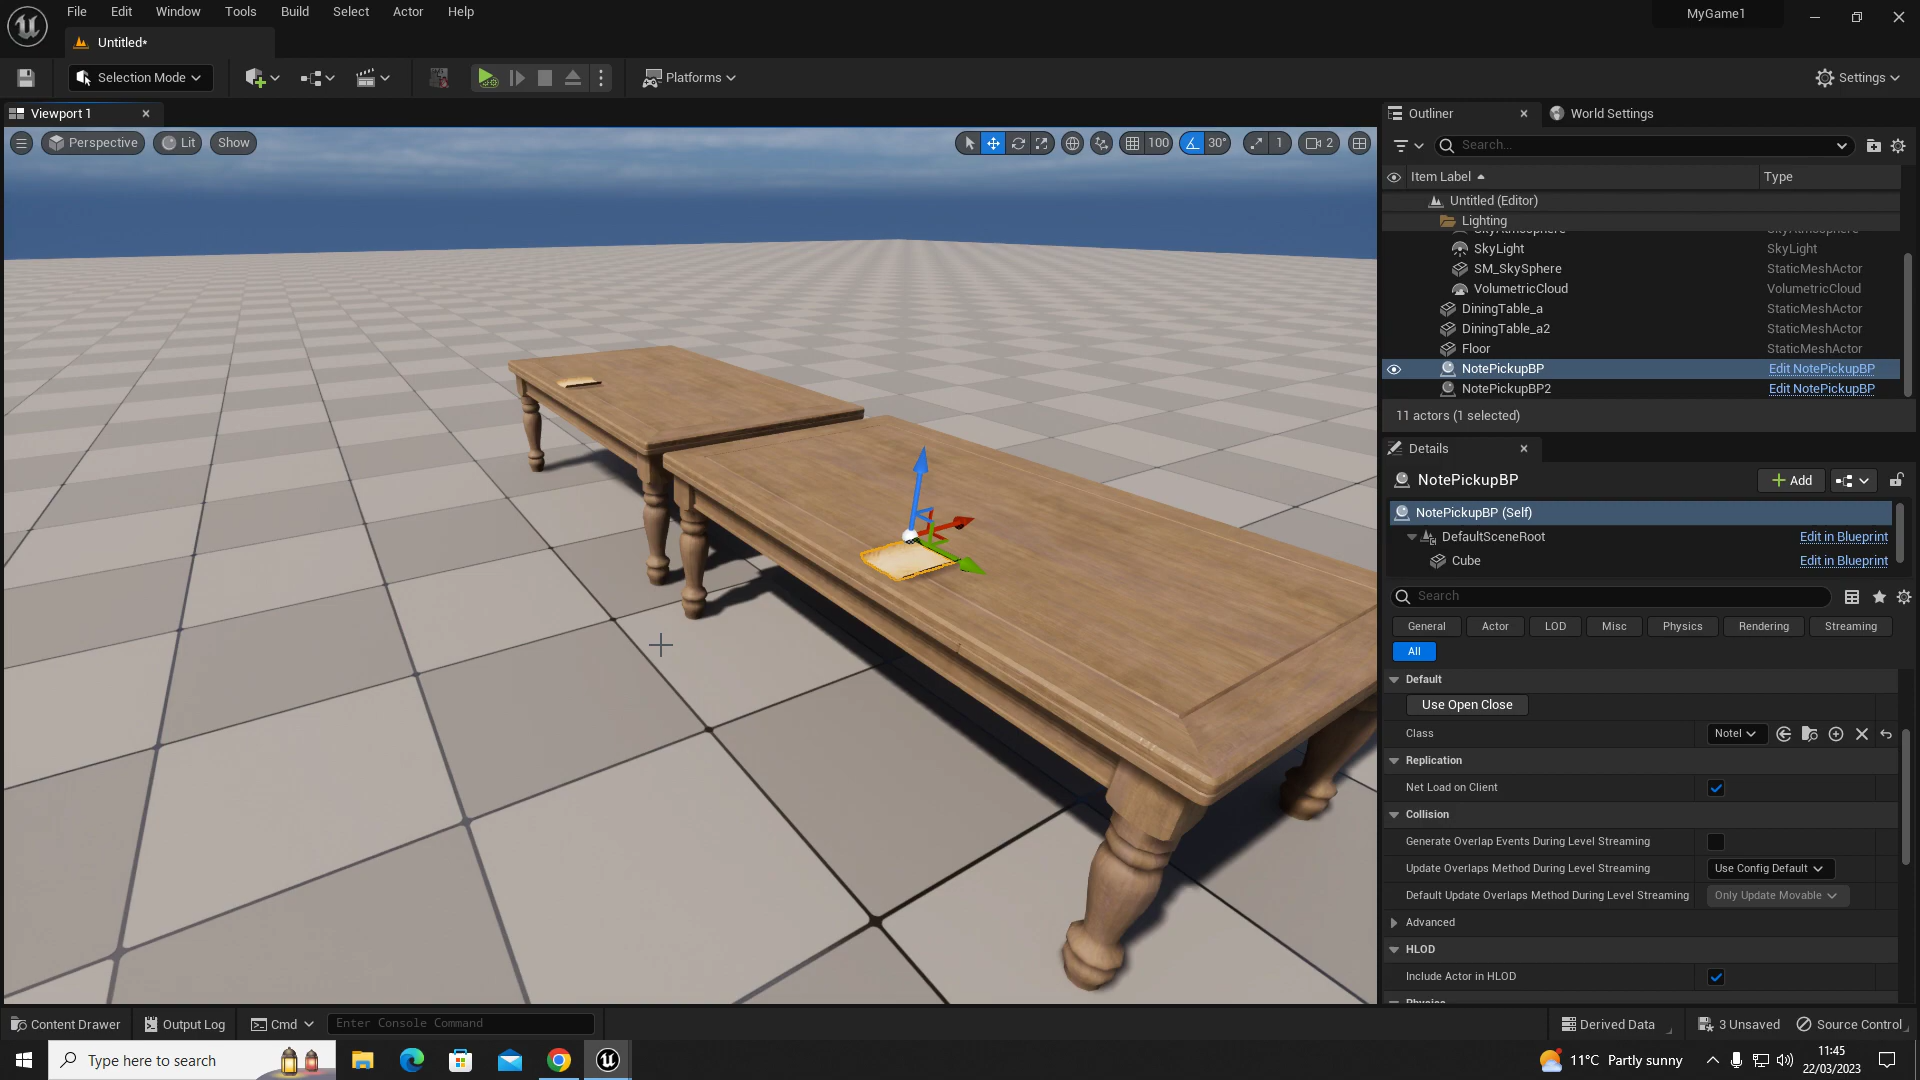 File Edit Window Tools Build Select Actor Help
MyGame1
Untitled*
Selection Mode
Platforms
Settings
Viewport 1
Outliner
World Settings
Perspective
Lit
Show
100
30°
1
2
Search...
Item Label
Type
Untitled (Editor)
Lighting
SkyAtmosphere SkyAtmosphere
SkyLight SkyLight
SM_SkySphere StaticMeshActor
VolumetricCloud VolumetricCloud
DiningTable_a StaticMeshActor
DiningTable_a2 StaticMeshActor
Floor StaticMeshActor
NotePickupBP Edit NotePickupBP
NotePickupBP2 Edit NotePickupBP
11 actors (1 selected)
Details
NotePickupBP
Add
NotePickupBP (Self)
DefaultSceneRoot Edit in Blueprint
Cube Edit in Blueprint
Search
General Actor LOD Misc Physics Rendering Streaming
All
Default
Use Open Close
Class NoteI
Replication
Net Load on Client
Collision
Generate Overlap Events During Level Streaming
Update Overlaps Method During Level Streaming Use Config Default
Default Update Overlaps Method During Level Streaming Only Update Movable
Advanced
HLOD
Include Actor in HLOD
Physics
Content Drawer
Output Log
Cmd
Enter Console Command
Derived Data
3 Unsaved
Source Control
Type here to search
11°C Partly sunny
11:45
22/03/2023